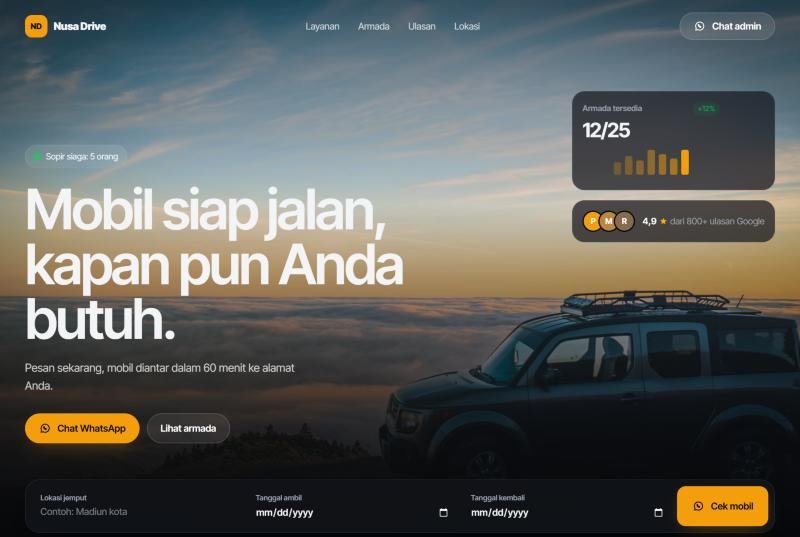 ND Nusa Drive
Layanan Armada Ulasan Lokasi
Chat admin
Armada tersedia +12%
12/25
P M R 4,9 ★ dari 800+ ulasan Google
Sopir siaga: 5 orang
Mobil siap jalan,
kapan pun Anda
butuh.
Pesan sekarang, mobil diantar dalam 60 menit ke alamat
Anda.
Chat WhatsApp Lihat armada
Lokasi jemput Tanggal ambil Tanggal kembali
Contoh: Madiun kota mm/dd/yyyy mm/dd/yyyy
Cek mobil